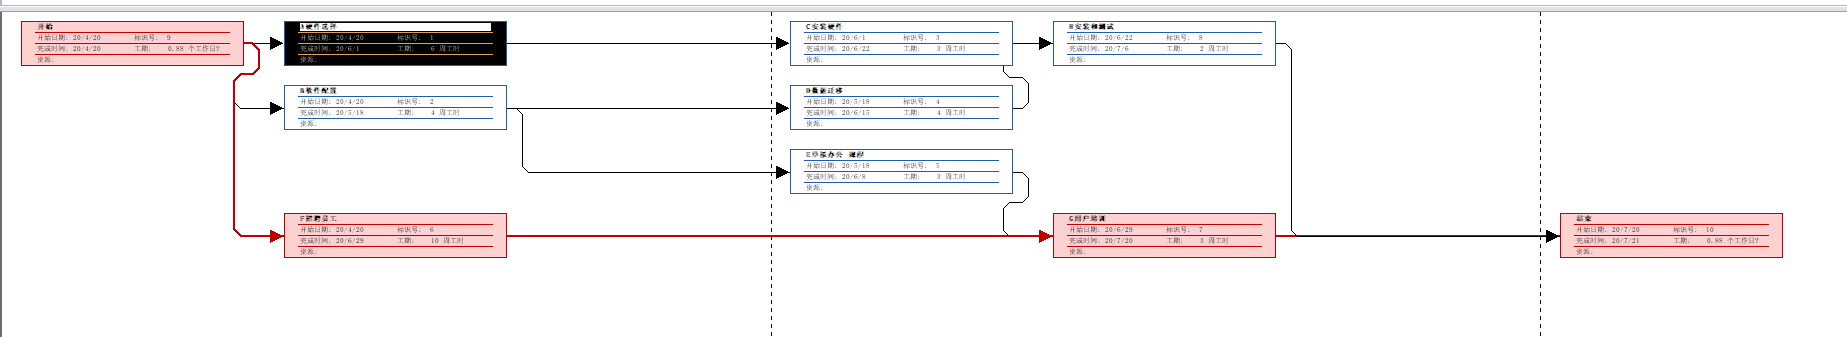 开始
开始日期: 20/4/20 标识号: 9
完成时间: 20/4/20 工期: 0.88 个工作日?
资源:
A硬件选择
开始日期: 20/4/20 标识号: 1
完成时间: 20/6/1 工期: 6 周工时
资源:
C安装硬件
开始日期: 20/6/1 标识号: 3
完成时间: 20/6/22 工期: 3 周工时
资源:
H安装和测试
开始日期: 20/6/22 标识号: 8
完成时间: 20/7/6 工期: 2 周工时
资源:
B软件配置
开始日期: 20/4/20 标识号: 2
完成时间: 20/5/18 工期: 4 周工时
资源:
D数据迁移
开始日期: 20/5/18 标识号: 4
完成时间: 20/6/15 工期: 4 周工时
资源:
E草拟办公 流程
开始日期: 20/5/18 标识号: 5
完成时间: 20/6/8 工期: 3 周工时
资源:
F招聘员工
开始日期: 20/4/20 标识号: 6
完成时间: 20/6/29 工期: 10 周工时
资源:
G用户培训
开始日期: 20/6/29 标识号: 7
完成时间: 20/7/20 工期: 3 周工时
资源:
结束
开始日期: 20/7/20 标识号: 10
完成时间: 20/7/21 工期: 0.88 个工作日?
资源: